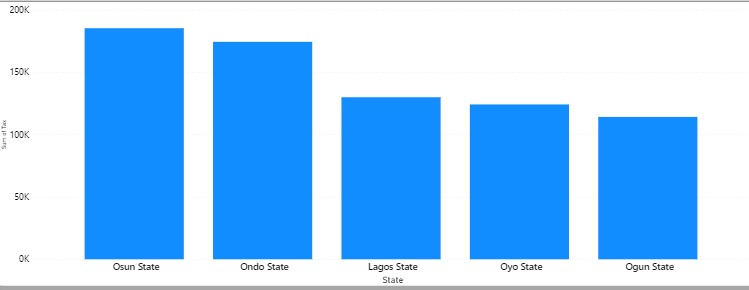 200K
150K
100K
50K
0K
Sum of Tax
Osun State
Ondo State
Lagos State
Oyo State
Ogun State
State